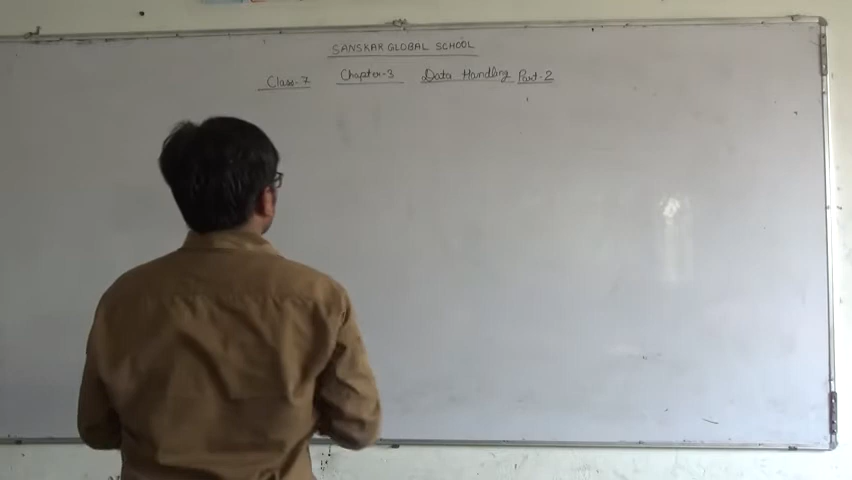 SANSKAR GLOBAL SCHOOL
Class-7 Chapter-3 Data Handling Part-2